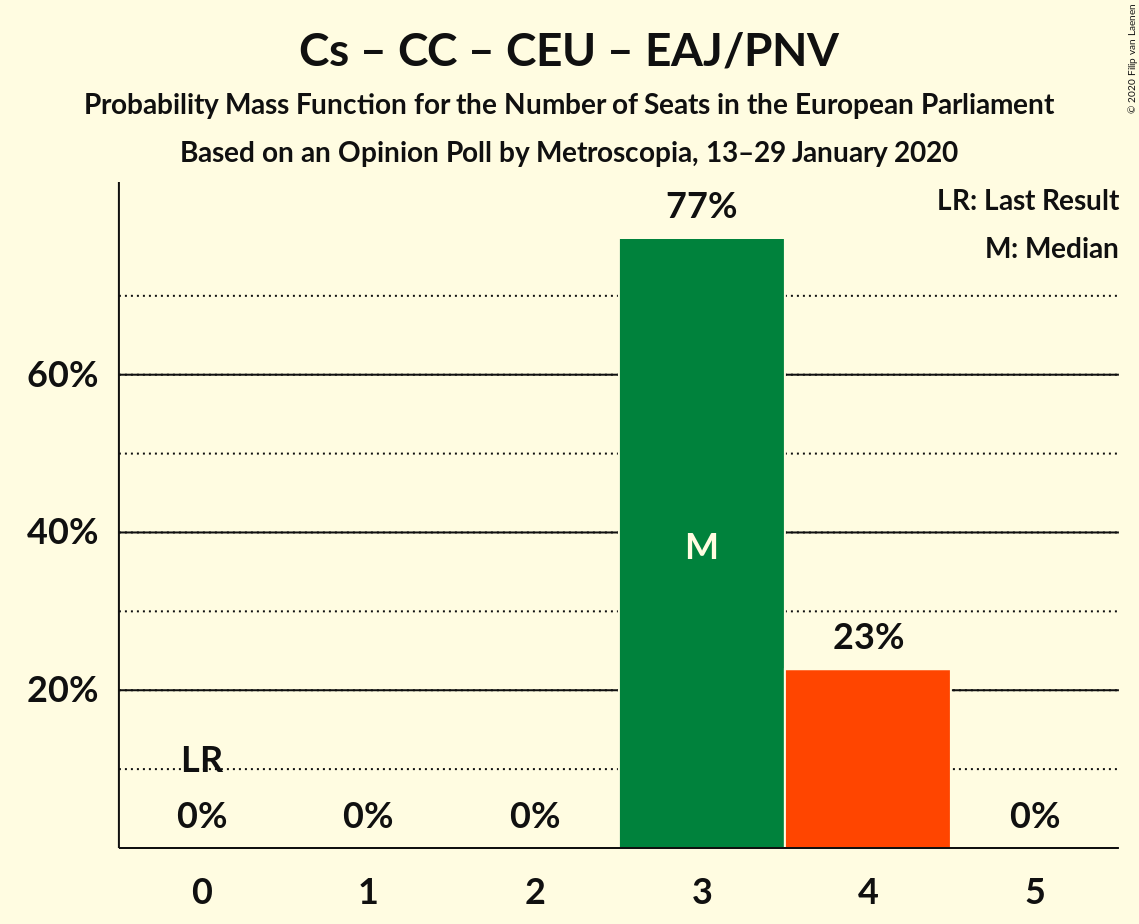 Cs – CC – CEU – EAJ/PNV
Probability Mass Function for the Number of Seats in the European Parliament
Based on an Opinion Poll by Metroscopia, 13–29 January 2020
© 2020 Filip van Laenen
LR: Last Result
M: Median
77%
60%
40%
M
23%
20%
LR
0%
0%
0%
0%
0
1
2
3
4
5